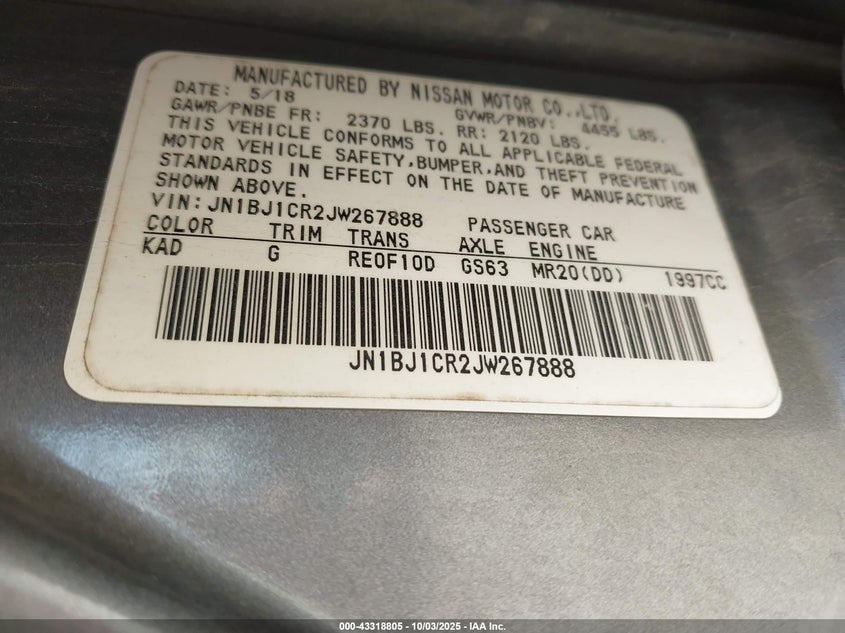 MANUFACTURED BY NISSAN MOTOR CO.,LTD.
DATE: 5/18 GVWR/PNBV: 4455 LBS.
GAWR/PNBE FR: 2370 LBS. RR: 2120 LBS.
THIS VEHICLE CONFORMS TO ALL APPLICABLE FEDERAL
MOTOR VEHICLE SAFETY,BUMPER,AND THEFT PREVENTION
STANDARDS IN EFFECT ON THE DATE OF MANUFACTURE
SHOWN ABOVE.
VIN:JN1BJ1CR2JW267888 PASSENGER CAR
COLOR TRIM TRANS AXLE ENGINE
KAD G RE0F10D GS63 MR20(DD) 1997CC
JN1BJ1CR2JW267888
000-43318805 - 10/03/2025 - IAA Inc.